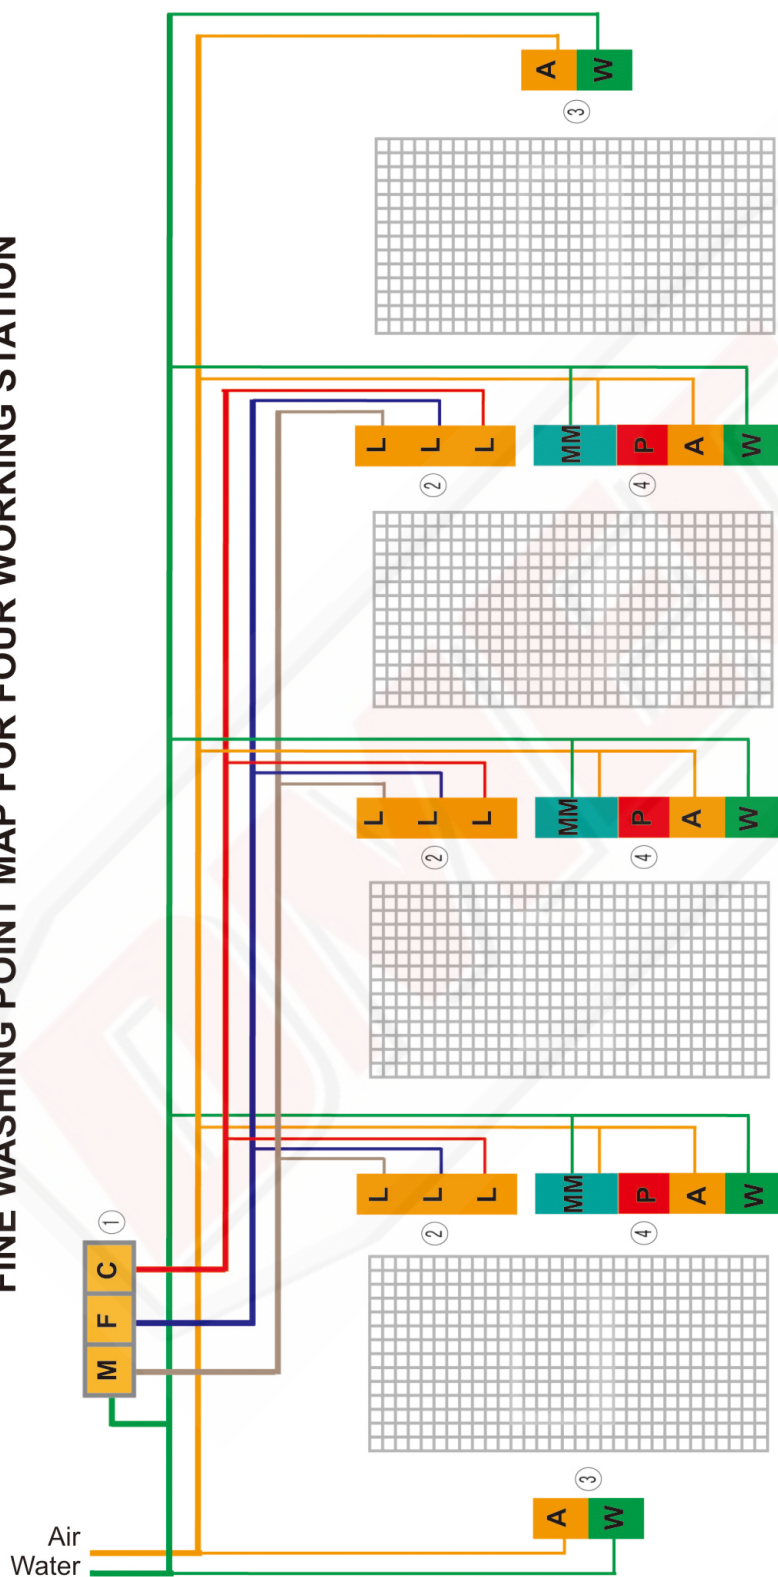 FINE WASHING POINT MAP FOR FOUR WORKING STATION
A W
③
L L L
MM P A W
②
④
L L L
MM P A W
②
④
①
L L L
MM P A W
M F C
②
④
③
A W
Air
Water